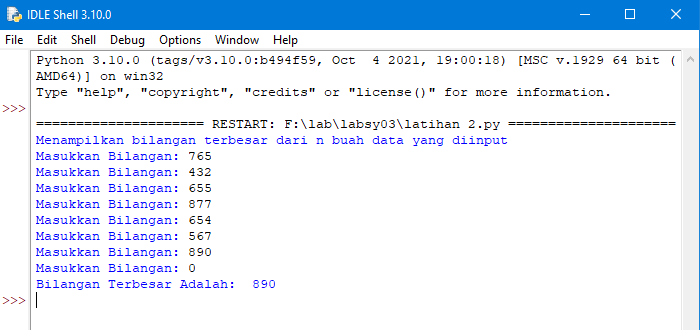 IDLE Shell 3.10.0
File Edit Shell Debug Options Window Help
Python 3.10.0 (tags/v3.10.0:b494f59, Oct  4 2021, 19:00:18) [MSC v.1929 64 bit (
AMD64)] on win32
Type "help", "copyright", "credits" or "license()" for more information.
>>>
===================== RESTART: F:\lab\labsy03\latihan 2.py =====================
Menampilkan bilangan terbesar dari n buah data yang diinput
Masukkan Bilangan: 765
Masukkan Bilangan: 432
Masukkan Bilangan: 655
Masukkan Bilangan: 877
Masukkan Bilangan: 654
Masukkan Bilangan: 567
Masukkan Bilangan: 890
Masukkan Bilangan: 0
Bilangan Terbesar Adalah:  890
>>>